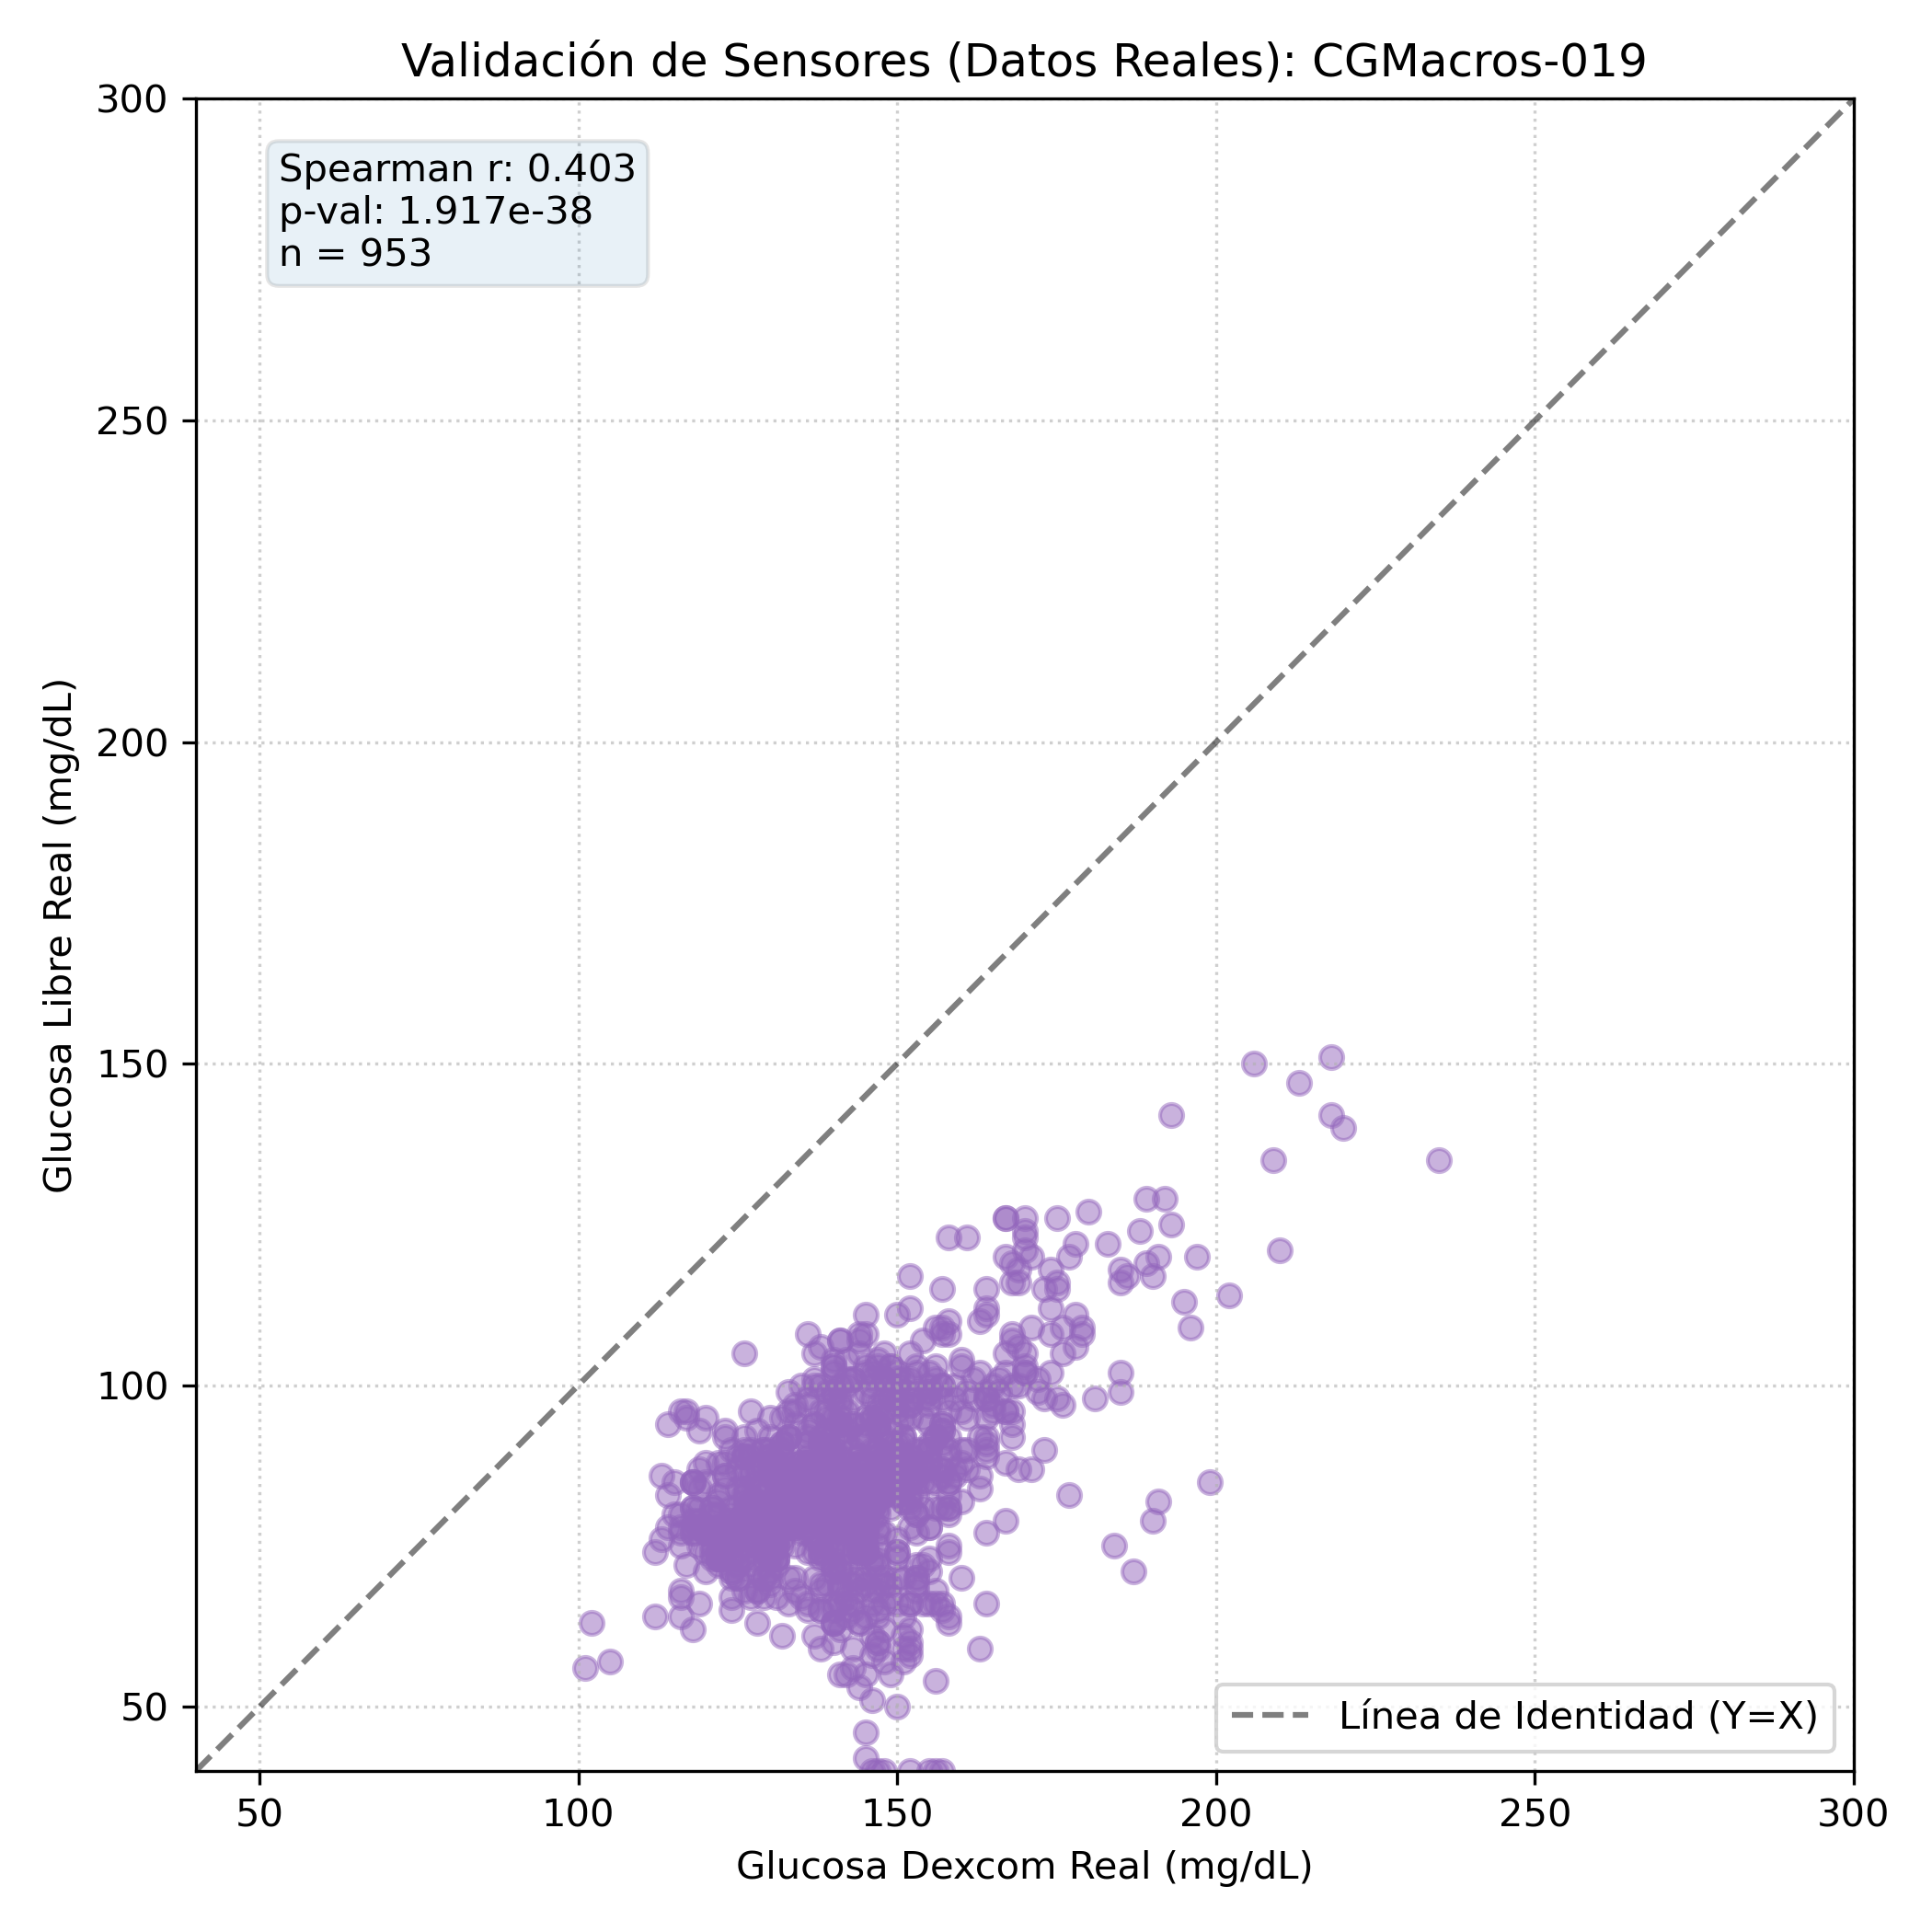 Validación de Sensores (Datos Reales): CGMacros-019
300
250
200
150
100
50
Spearman r: 0.403
p-val: 1.917e-38
n = 953
Glucosa Libre Real (mg/dL)
Línea de Identidad (Y=X)
50
100
150
200
250
300
Glucosa Dexcom Real (mg/dL)